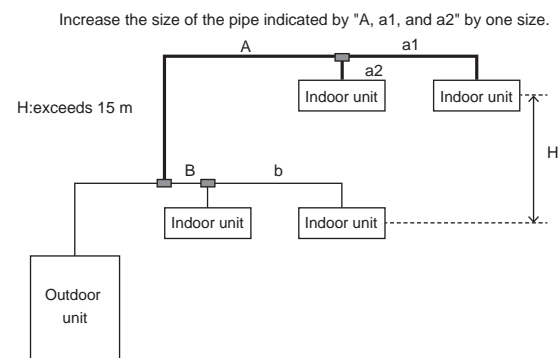 Increase the size of the pipe indicated by "A, a1, and a2" by one size.
A
a1
a2
Indoor unit
Indoor unit
H:exceeds 15 m
H
B
b
Indoor unit
Indoor unit
Outdoor
unit